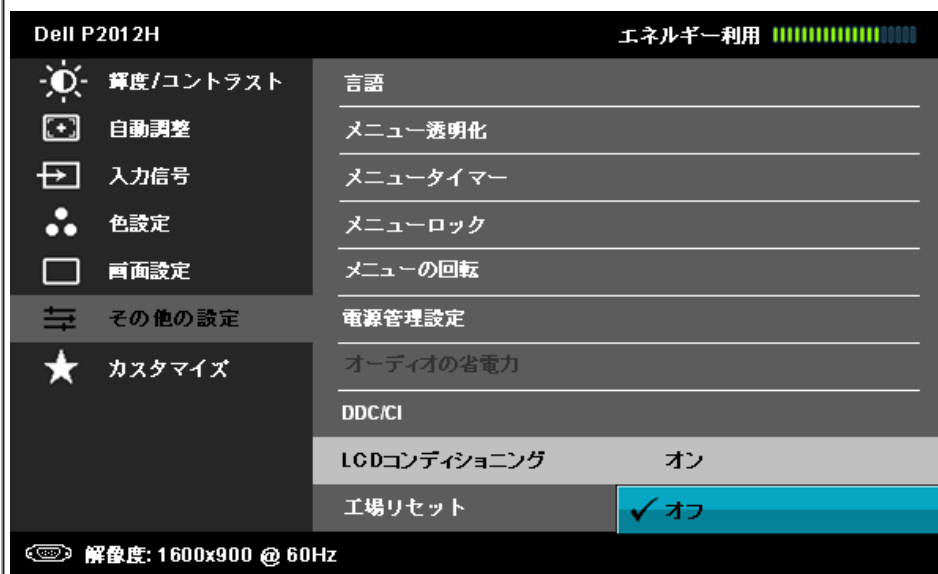 Dell P2012H エネルギー利用
輝度/コントラスト 言語
自動調整 メニュー透明化
入力信号 メニュータイマー
色設定 メニューロック
画面設定 メニューの回転
その他の設定 電源管理設定
カスタマイズ オーディオの省電力
DDC/CI
LCDコンディショニング オン
工場リセット オフ
解像度: 1600x900 @ 60Hz